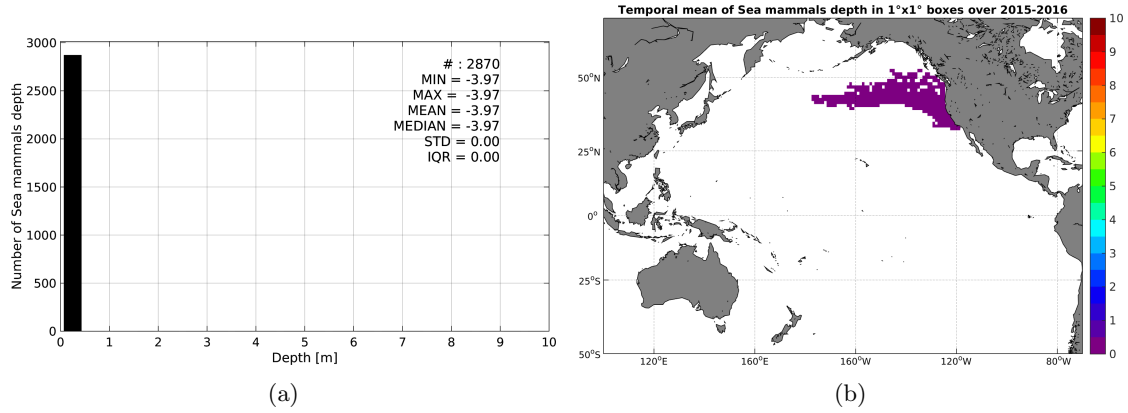 Temporal mean of Sea mammals depth in 1°x1° boxes over 2015-2016
3000
2500
2000
1500
1000
500
0
Number of Sea mammals depth
# : 2870
MIN = -3.97
MAX = -3.97
MEAN = -3.97
MEDIAN = -3.97
STD = 0.00
IQR = 0.00
0 1 2 3 4 5 6 7 8 9 10
Depth [m]
(a)
50°N
25°N
0°
25°S
50°S
120°E 160°E 160°W 120°W 80°W
10
9
8
7
6
5
4
3
2
1
0
(b)